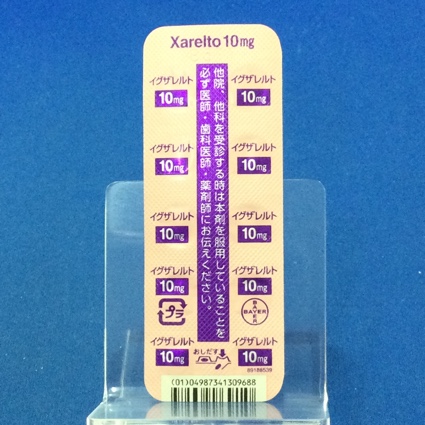 Xarelto 10mg
イグザレルト
10mg
イグザレルト
10mg
他院、他科を受診する時は本剤を服用していることを
必ず医師・歯科医師・薬剤師にお伝えください。
イグザレルト
10mg
イグザレルト
10mg
イグザレルト
10mg
イグザレルト
10mg
イグザレルト
10mg
イグザレルト
10mg
プラ
BAYER
BAYER
イグザレルト
10mg
おしだす
イグザレルト
10mg
(01)04987341309688